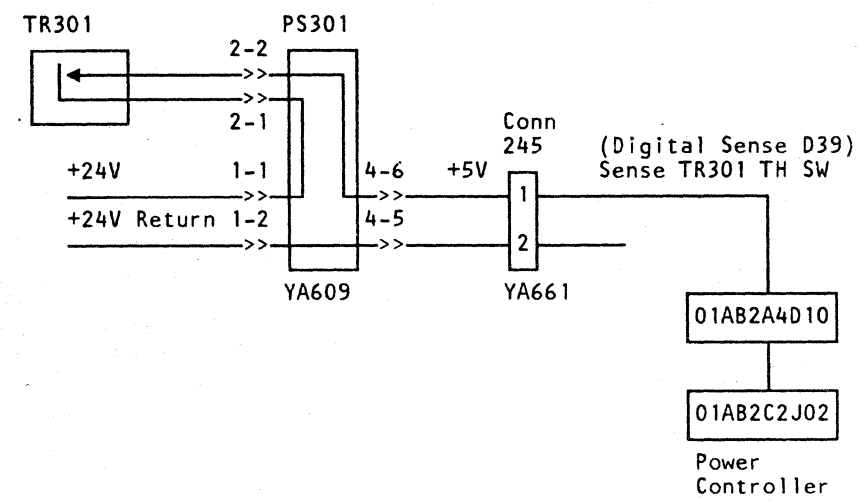 TR301
PS301
2-2
>>
>>
2-1
Conn
245
(Digital Sense D39)
Sense TR301 TH SW
+24V
1-1
4-6
+5V
>>
>>
1
+24V Return
1-2
4-5
>>
>>
2
YA609
YA661
01AB2A4D10
01AB2C2J02
Power
Controller